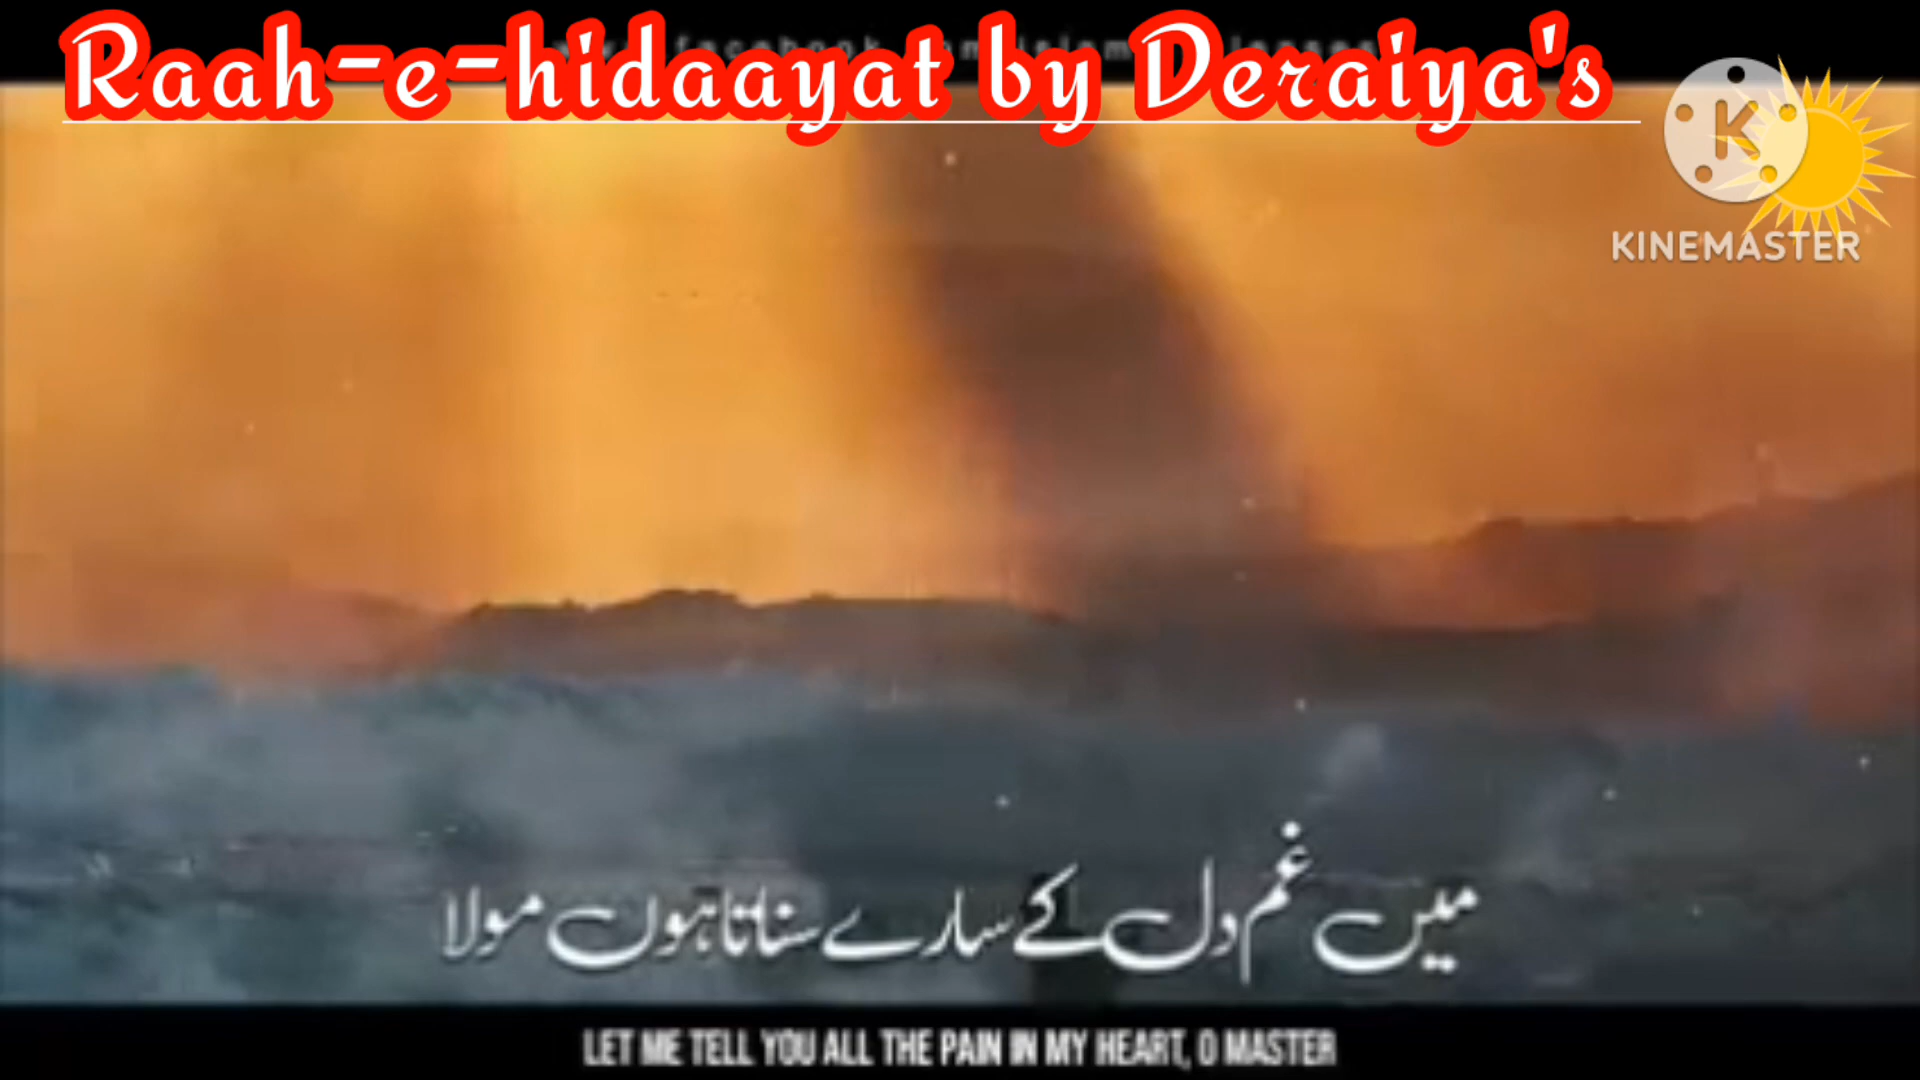 Raah-e-hidaayat by Deraiya's
K
KINEMASTER
میں غم دل کے سارے سناتا ہوں مولا
LET ME TELL YOU ALL THE PAIN IN MY HEART, O MASTER